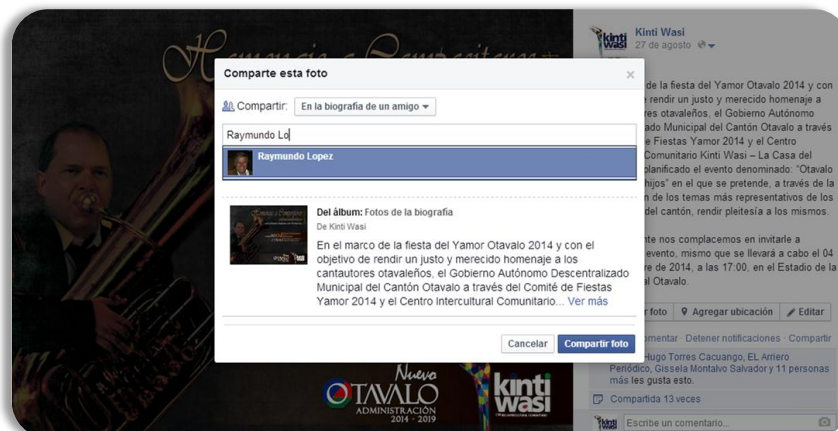 Homenaje a Compositores
Comparte esta foto
Compartir: En la biografía de un amigo
Raymundo Lo
Raymundo Lopez
Del álbum: Fotos de la biografía
De Kinti Wasi
En el marco de la fiesta del Yamor Otavalo 2014 y con el
objetivo de rendir un justo y merecido homenaje a los
cantautores otavaleños, el Gobierno Autónomo Descentralizado
Municipal del Cantón Otavalo a través del Comité de Fiestas
Yamor 2014 y el Centro Intercultural Comunitario... Ver más
Cancelar Compartir foto
Nuevo
OTAVALO
ADMINISTRACIÓN
2014 - 2019
kinti
wasi
kinti
wasi
Kinti Wasi
27 de agosto
de la fiesta del Yamor Otavalo 2014 y con
rendir un justo y merecido homenaje a
res otavaleños, el Gobierno Autónomo
ado Municipal del Cantón Otavalo a través
e Fiestas Yamor 2014 y el Centro
Comunitario Kinti Wasi – La Casa del
planificado el evento denominado: "Otavalo
hijos" en el que se pretende, a través de la
n de los temas más representativos de los
del cantón, rendir pleitesía a los mismos.
nte nos complacemos en invitarle a
evento, mismo que se llevará a cabo el 04
re de 2014, a las 17:00, en el Estadio de la
al Otavalo.
r foto Agregar ubicación Editar
omentar · Detener notificaciones · Compartir
Hugo Torres Cacuango, EL Arriero
Periódico, Gissela Montalvo Salvador y 11 personas
más les gusta esto.
Compartida 13 veces
Escribe un comentario...